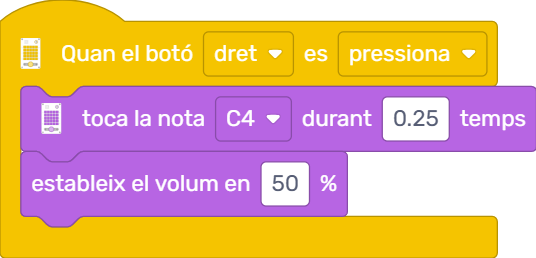 Quan el botó dret es pressiona
toca la nota C4 durant 0.25 temps
estableix el volum en 50 %